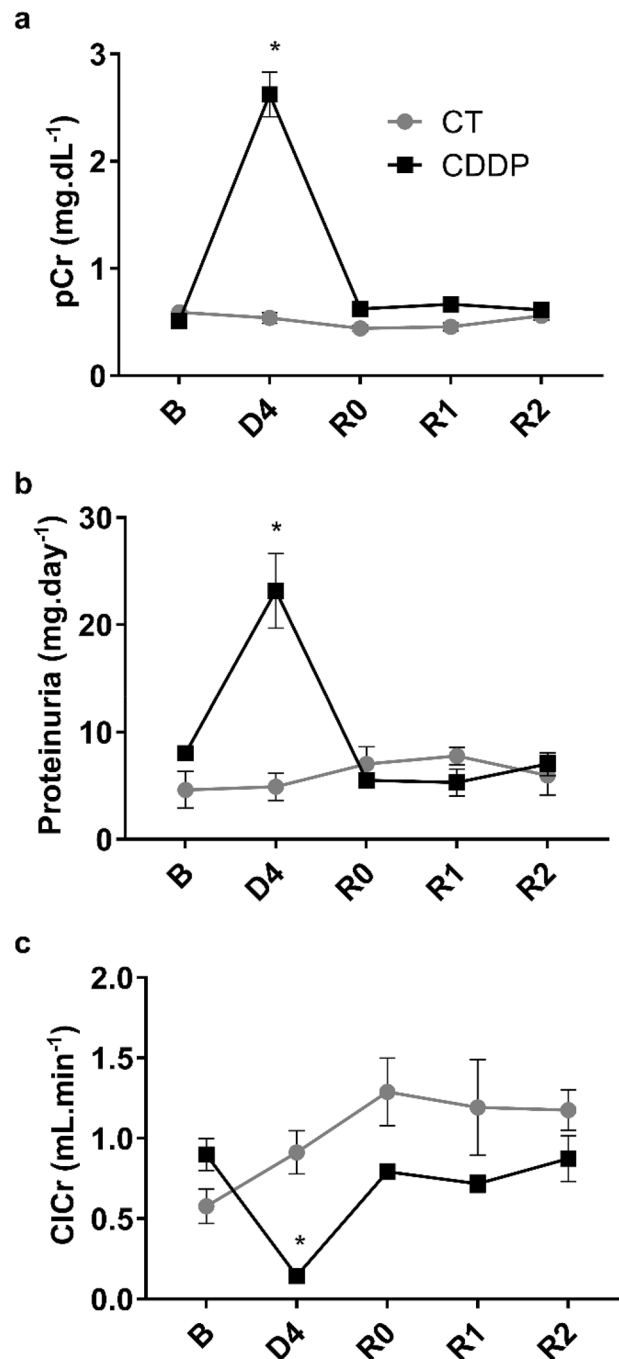 a
pCr (mg.dL⁻¹)
3
2
1
0
*
CT
CDDP
B
D4
R0
R1
R2
b
Proteinuria (mg.day⁻¹)
30
20
10
0
*
B
D4
R0
R1
R2
c
ClCr (mL.min⁻¹)
2.0
1.5
1.0
0.5
0.0
*
B
D4
R0
R1
R2